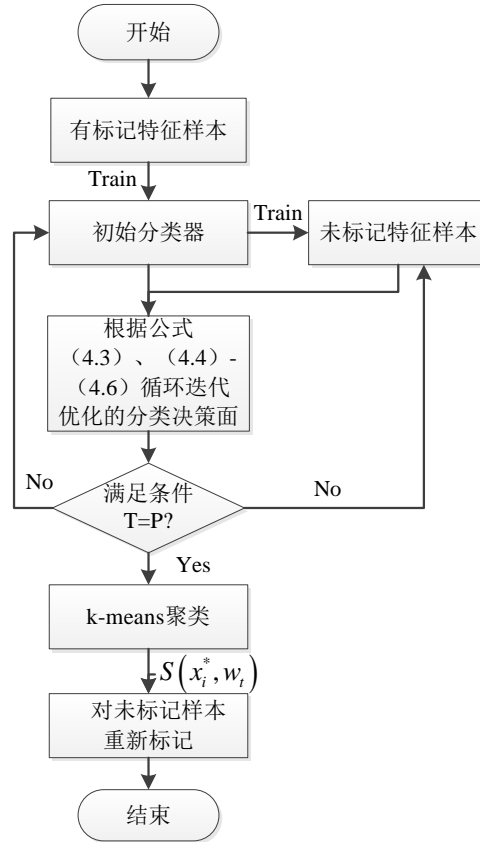 开始
有标记特征样本
Train
初始分类器
Train
未标记特征样本
根据公式
（4.3）、（4.4）-
（4.6）循环迭代
优化的分类决策面
No
满足条件
T=P?
No
Yes
k-means聚类
S(x_i^*, w_t)
对未标记样本
重新标记
结束